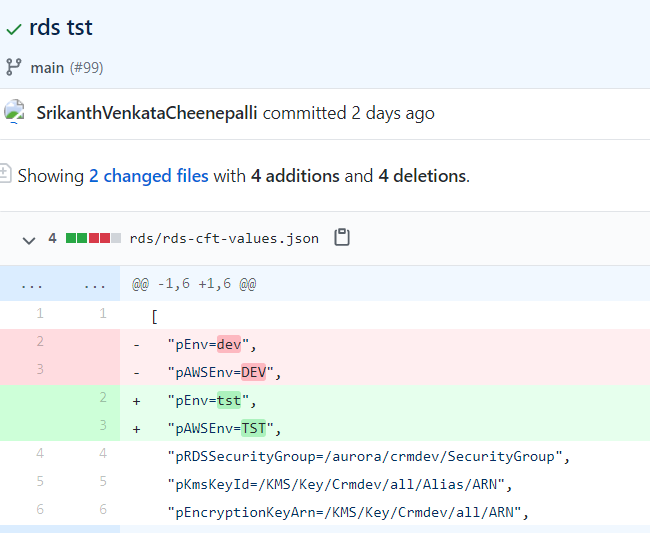 rds tst
main (#99)
SrikanthVenkataCheenepalli committed 2 days ago
Showing 2 changed files with 4 additions and 4 deletions.
4 rds/rds-cft-values.json
... ... @@ -1,6 +1,6 @@
1 1 [
2 - "pEnv=dev",
3 - "pAWSEnv=DEV",
2 + "pEnv=tst",
3 + "pAWSEnv=TST",
4 4 "pRDSSecurityGroup=/aurora/crmdev/SecurityGroup",
5 5 "pKmsKeyId=/KMS/Key/Crmdev/all/Alias/ARN",
6 6 "pEncryptionKeyArn=/KMS/Key/Crmdev/all/ARN",